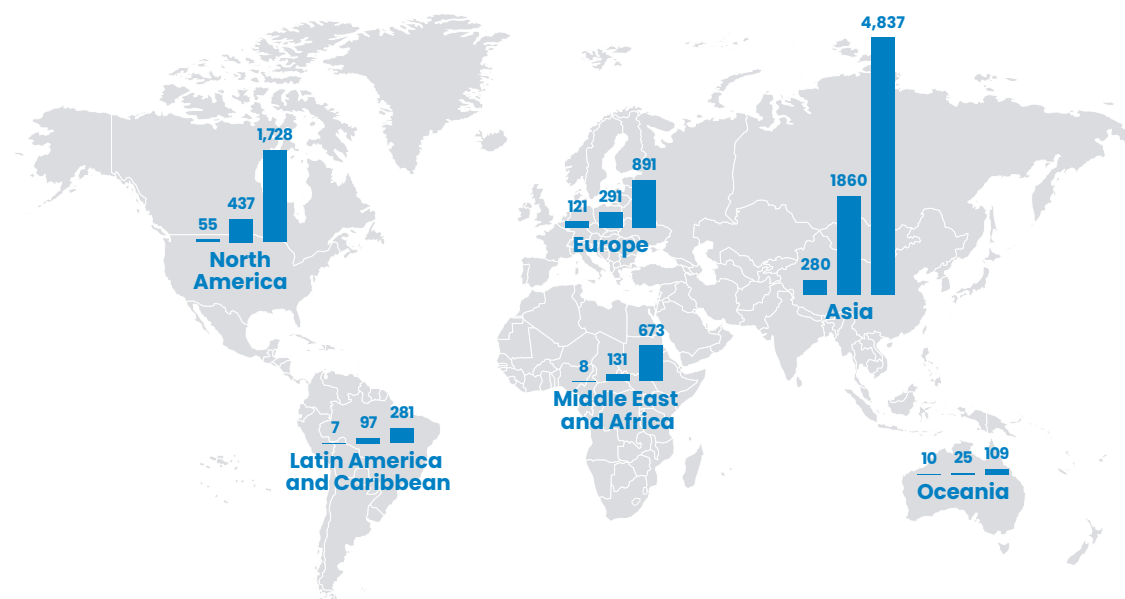 55
437
1,728
North
America
121
291
891
Europe
280
1860
4,837
Asia
8
131
673
Middle East
and Africa
7
97
281
Latin America
and Caribbean
10
25
109
Oceania